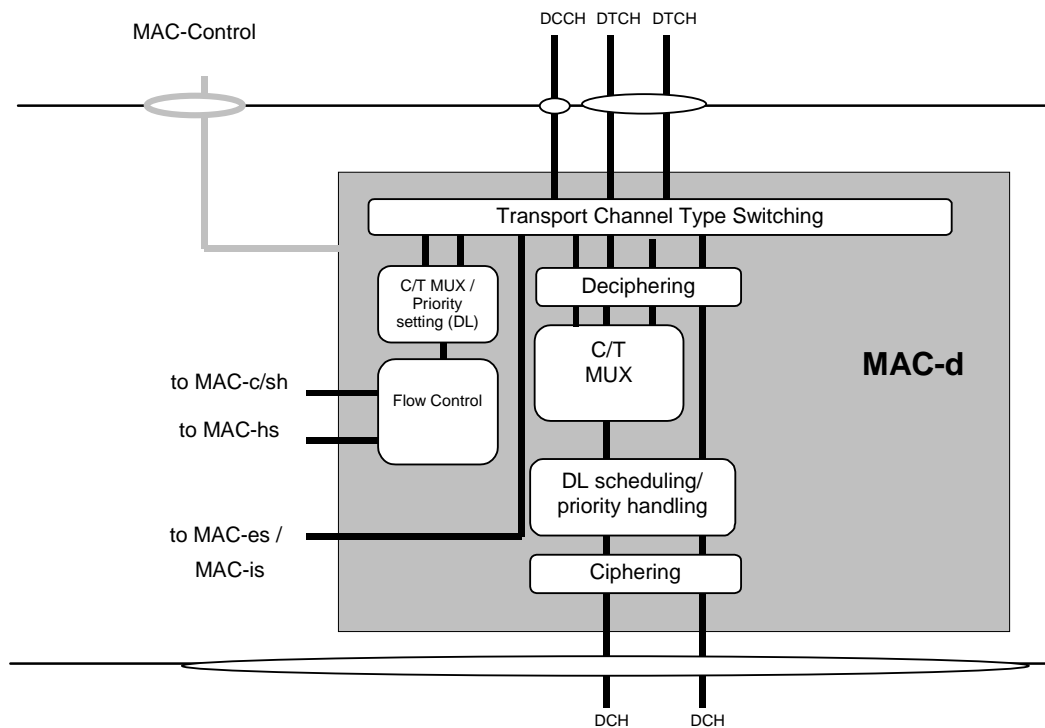 DCCH DTCH DTCH
MAC-Control
Transport Channel Type Switching
C/T MUX /
Priority
setting (DL)
Deciphering
C/T
MUX
MAC-d
to MAC-c/sh
Flow Control
to MAC-hs
DL scheduling/
priority handling
to MAC-es /
MAC-is
Ciphering
DCH DCH